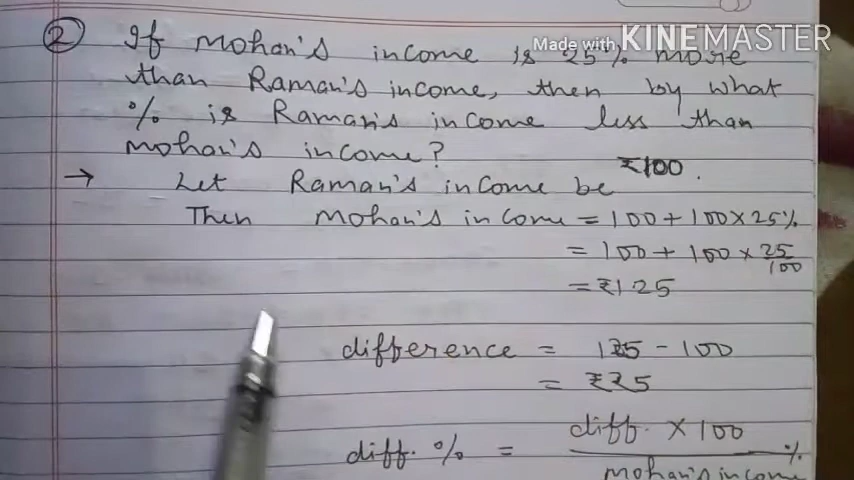 ② If Mohan's income is 25% more
Made with KINEMASTER
than Raman's income, then by what
% is Raman's income less than
Mohan's income?
→ Let Raman's income be ₹100.
Then Mohan's income = 100 + 100 × 25%
= 100 + 100 × 25/100
= ₹125
difference = 125 - 100
= ₹25
diff. % = diff. × 100 / Mohan's income %